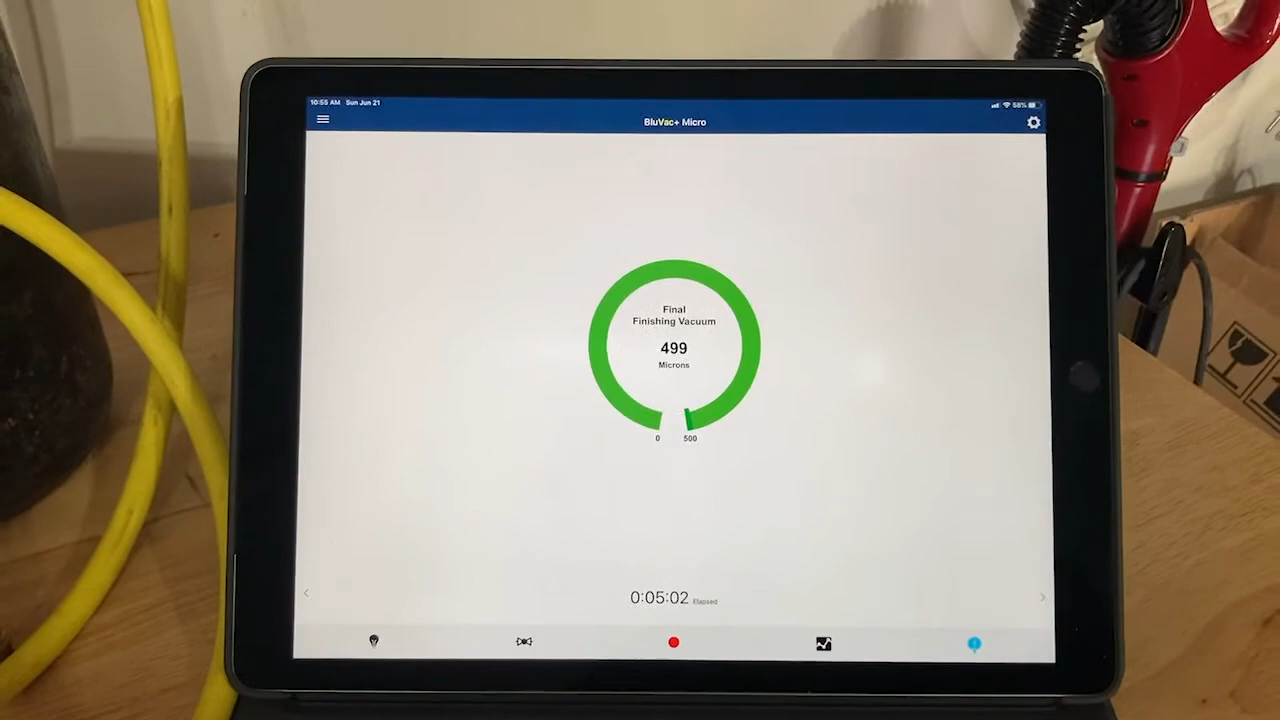 10:55 AM Sun Jun 21
58%
BluVac+ Micro
Final
Finishing Vacuum
499
Microns
0 500
0:05:02 Elapsed